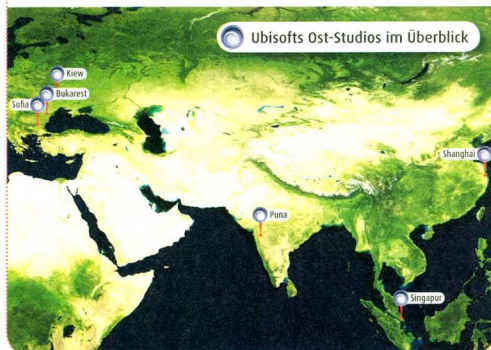 Ubisofts Ost-Studios im Überblick
Kiew
Bukarest
Sofia
Shanghai
Puna
Singapur